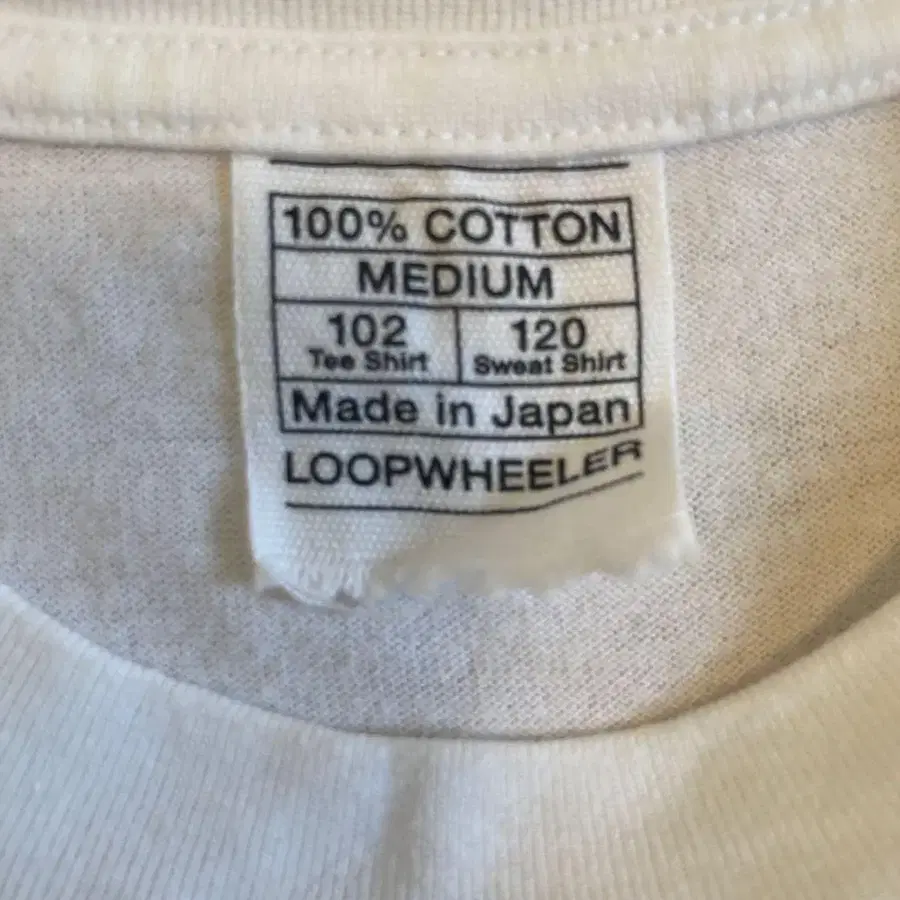 100% COTTON
MEDIUM
102 120
Tee Shirt Sweat Shirt
Made in Japan
LOOPWHEELER